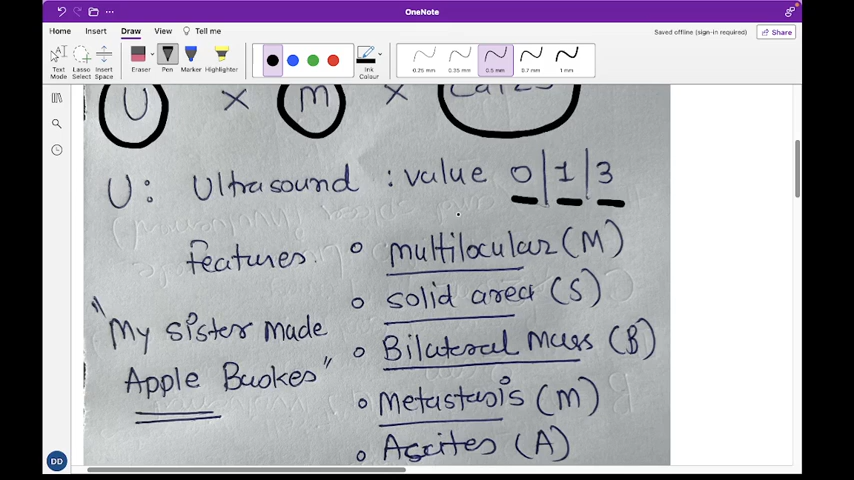 OneNote
Home Insert Draw View Tell me
Saved offline (sign-in required)
Share
Text Mode
Lasso Select
Insert Space
Eraser
Pen
Marker
Highlighter
Ink Colour
0.25 mm
0.35 mm
0.5 mm
0.7 mm
1 mm
U × M ×
U: Ultrasound : value 0|1|3
features o multilocular (M)
o solid area (S)
"My sister made
Apple Baokes"
o Bilateral Mass (B)
o Metastasis (M)
o Ascites (A)
DD